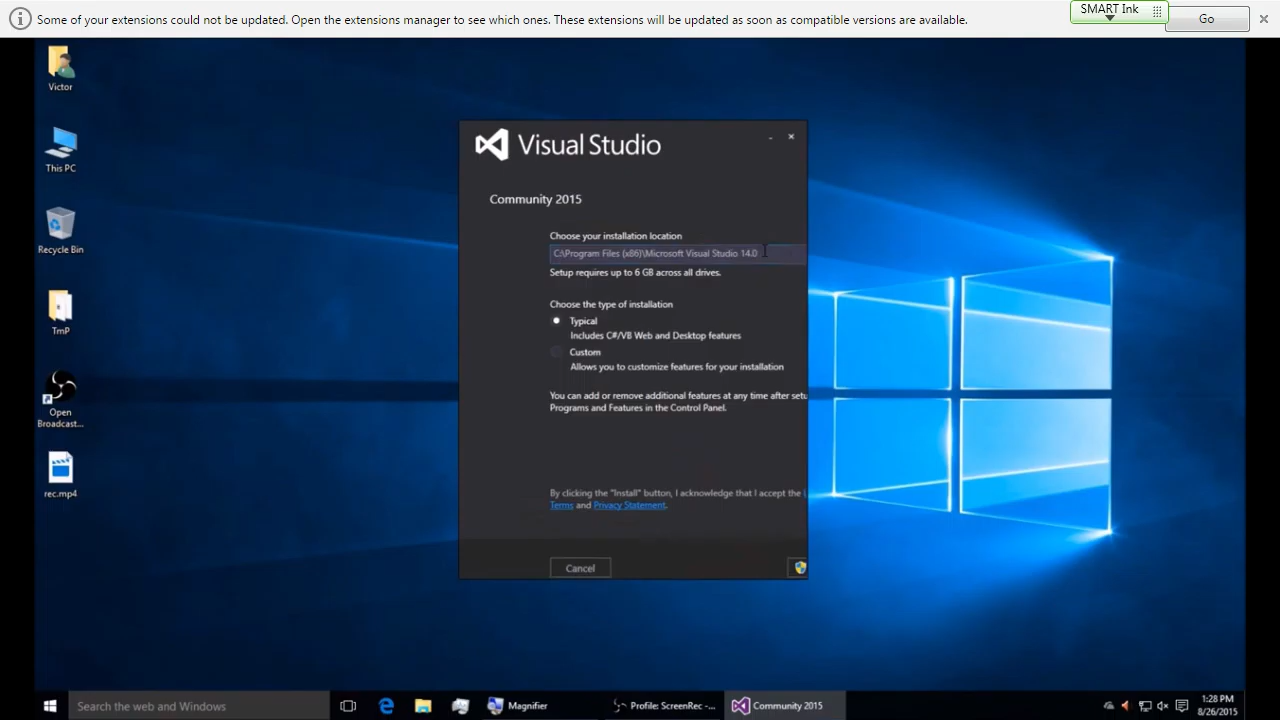 Some of your extensions could not be updated. Open the extensions manager to see which ones. These extensions will be updated as soon as compatible versions are available.
SMART Ink
Go
Victor
This PC
Recycle Bin
TmP
Open
Broadcast...
rec.mp4
Visual Studio
Community 2015
Choose your installation location
C:\Program Files (x86)\Microsoft Visual Studio 14.0
Setup requires up to 6 GB across all drives.
Choose the type of installation
Typical
Includes C#/VB Web and Desktop features
Custom
Allows you to customize features for your installation
You can add or remove additional features at any time after setu
Programs and Features in the Control Panel.
By clicking the "Install" button, I acknowledge that I accept the
Terms and Privacy Statement.
Cancel
Search the web and Windows
Magnifier
Profile: ScreenRec -...
Community 2015
1:28 PM
8/26/2015